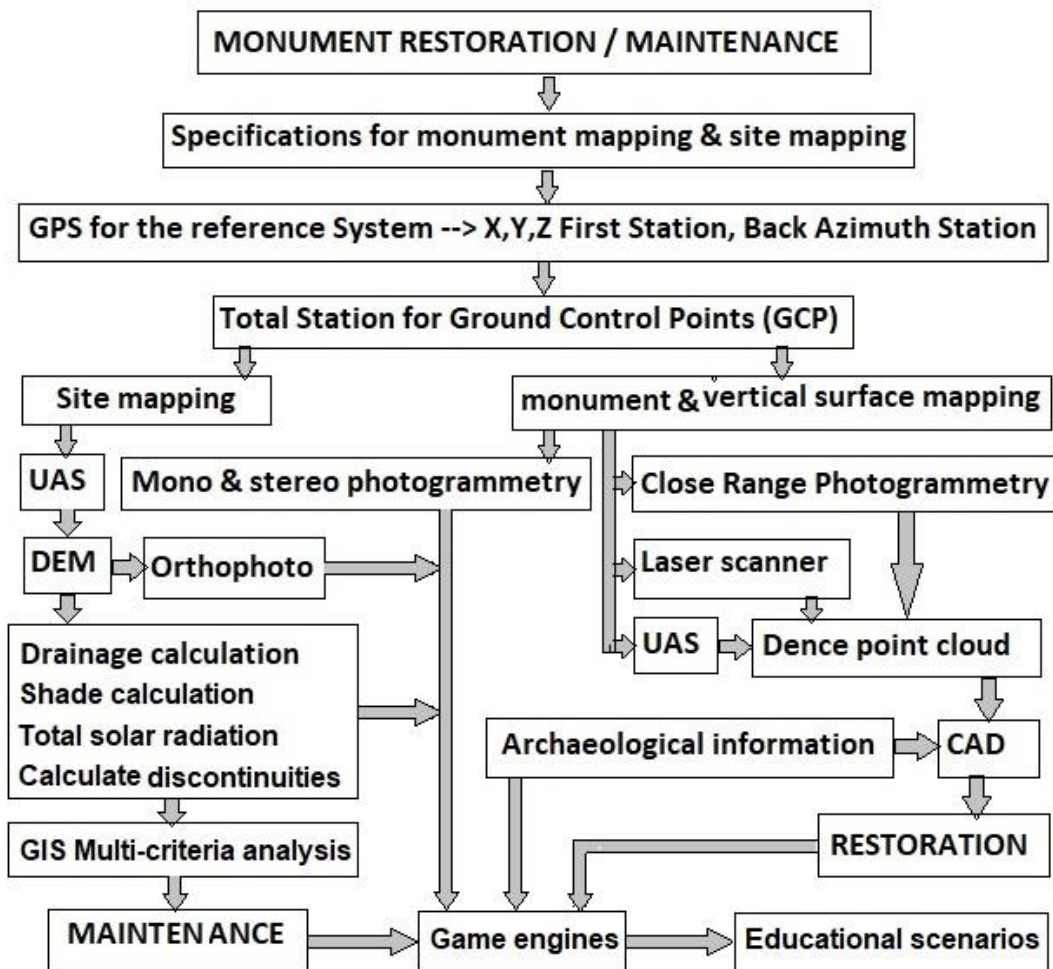 MONUMENT RESTORATION / MAINTENANCE
Specifications for monument mapping & site mapping
GPS for the reference System --> X,Y,Z First Station, Back Azimuth Station
Total Station for Ground Control Points (GCP)
Site mapping
monument & vertical surface mapping
UAS
Mono & stereo photogrammetry
Close Range Photogrammetry
DEM
Orthophoto
Laser scanner
UAS
Dence point cloud
Drainage calculation
Shade calculation
Total solar radiation
Calculate discontinuities
Archaeological information
CAD
GIS Multi-criteria analysis
RESTORATION
MAINTENANCE
Game engines
Educational scenarios